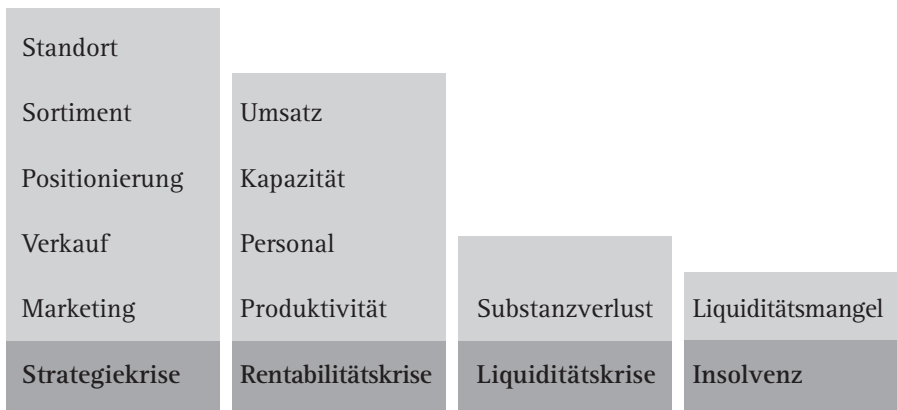 Standort
Sortiment
Positionierung
Verkauf
Marketing
Strategiekrise
Umsatz
Kapazität
Personal
Produktivität
Rentabilitätskrise
Substanzverlust
Liquiditätskrise
Liquiditätsmangel
Insolvenz